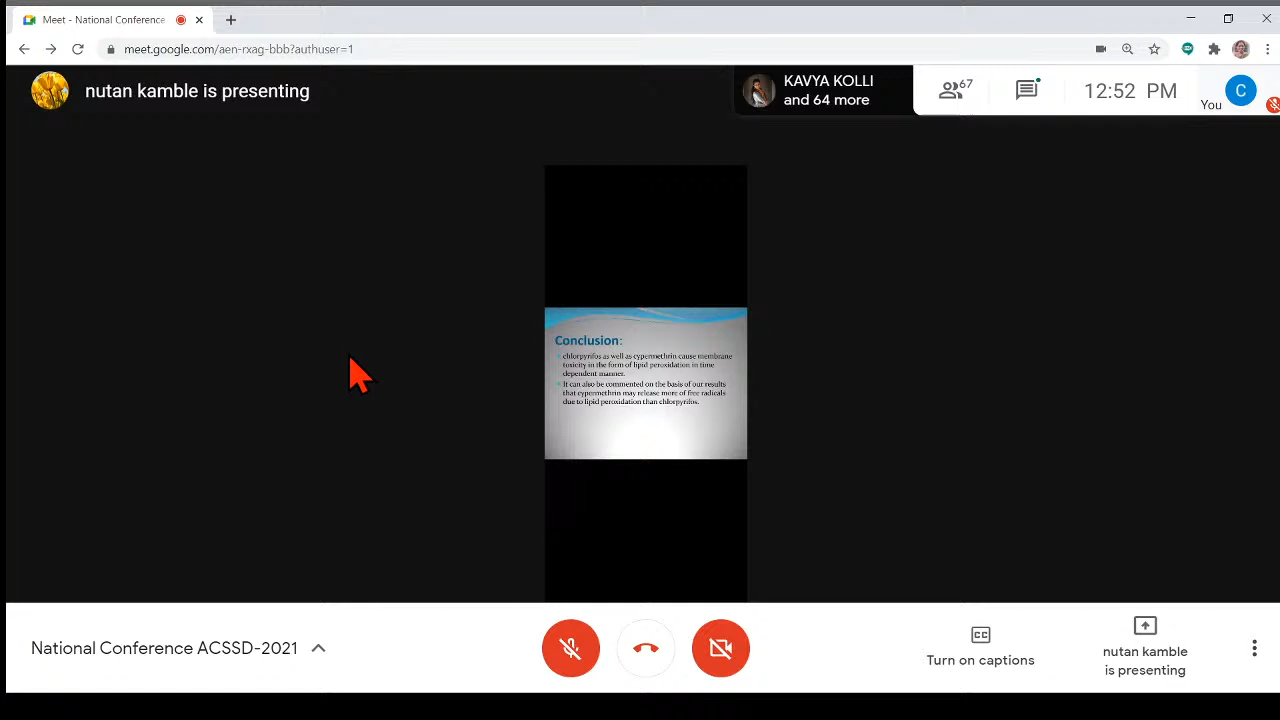 Meet - National Conference
meet.google.com/aen-rxag-bbb?authuser=1
nutan kamble is presenting
KAVYA KOLLI
and 64 more
67
12:52 PM
You
C
Conclusion:
chlorpyrifos as well as cypermethrin cause membrane
toxicity in the form of lipid peroxidation in time
dependent manner.
It can also be commented on the basis of our results
that cypermethrin may release more of free radicals
due to lipid peroxidation than chlorpyrifos.
National Conference ACSSD-2021
CC
Turn on captions
nutan kamble
is presenting